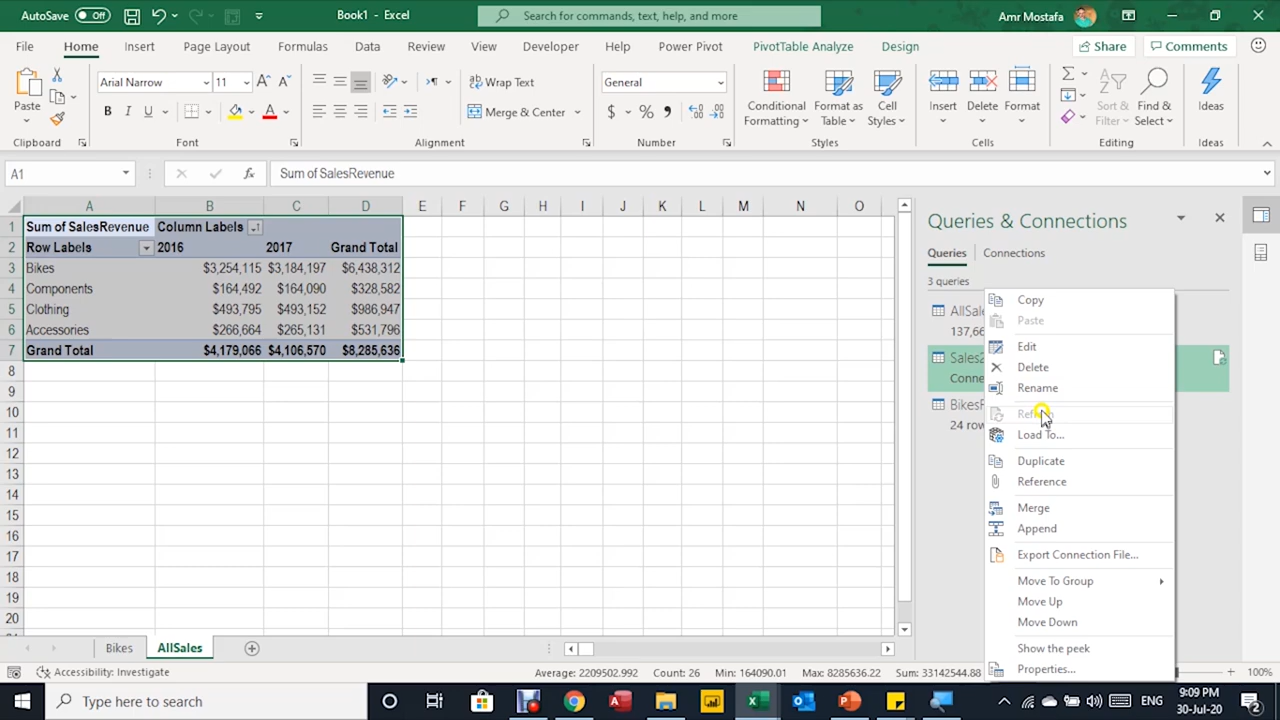 AutoSave Off
Book1 - Excel
Search for commands, text, help, and more
Amr Mostafa
File Home Insert Page Layout Formulas Data Review View Developer Help Power Pivot PivotTable Analyze Design Share Comments
Paste
Arial Narrow 11
B I U A
Wrap Text
Merge & Center
General
$ %
Conditional Formatting
Format as Table
Cell Styles
Insert Delete Format
Sort & Filter
Find & Select
Ideas
Clipboard Font Alignment Number Styles Cells Editing Ideas
A1 fx Sum of SalesRevenue
A B C D E F G H I J K L M N O
1 Sum of SalesRevenue Column Labels
2 Row Labels 2016 2017 Grand Total
3 Bikes $3,254,115 $3,184,197 $6,438,312
4 Components $164,492 $164,090 $328,582
5 Clothing $493,795 $493,152 $986,947
6 Accessories $266,664 $265,131 $531,796
7 Grand Total $4,179,066 $4,106,570 $8,285,636
8
9
10
11
12
13
14
15
16
17
18
19
20
Queries & Connections
Queries Connections
3 queries
Copy
Paste
Edit
Delete
Rename
Refresh
Load To...
Duplicate
Reference
Merge
Append
Export Connection File...
Move To Group
Move Up
Move Down
Show the peek
Properties...
Bikes AllSales
Accessibility: Investigate
Average: 2209502.992 Count: 26 Min: 164090.01 Max: 8285636.22 Sum: 33142544.88
100%
Type here to search
ENG
9:09 PM
30-Jul-20